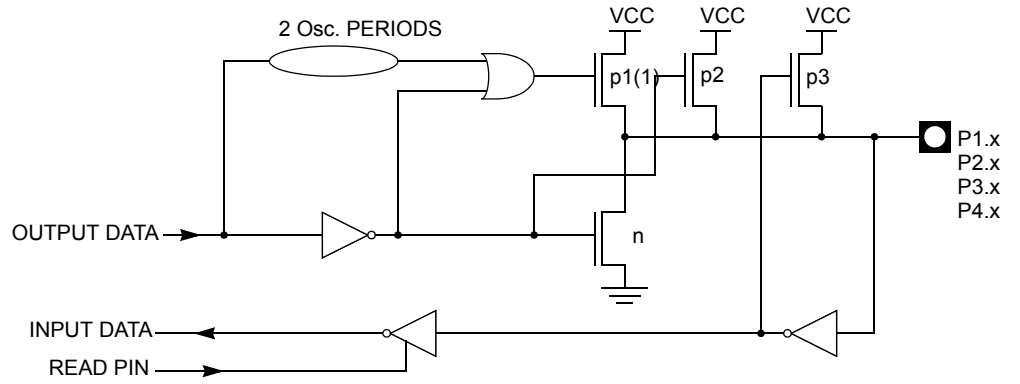 VCC
VCC
VCC
2 Osc. PERIODS
p1(1)
p2
p3
P1.x
P2.x
P3.x
P4.x
OUTPUT DATA
n
INPUT DATA
READ PIN